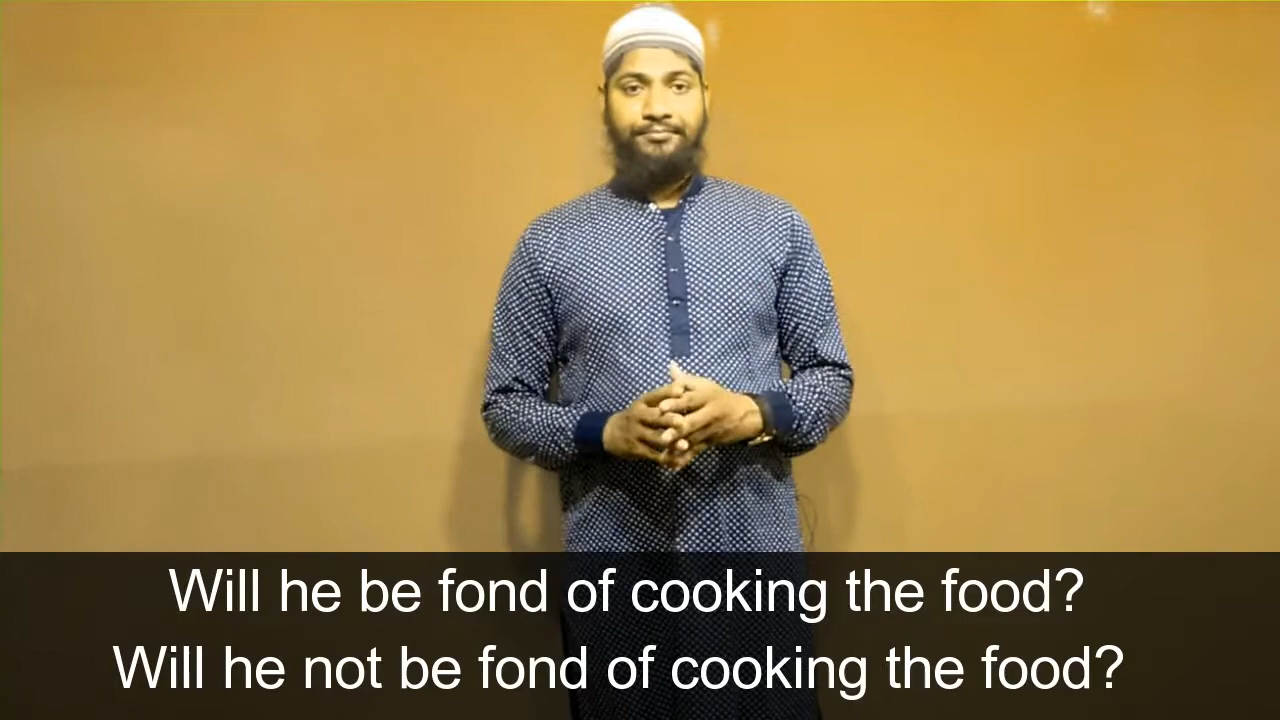 Will he be fond of cooking the food?
Will he not be fond of cooking the food?